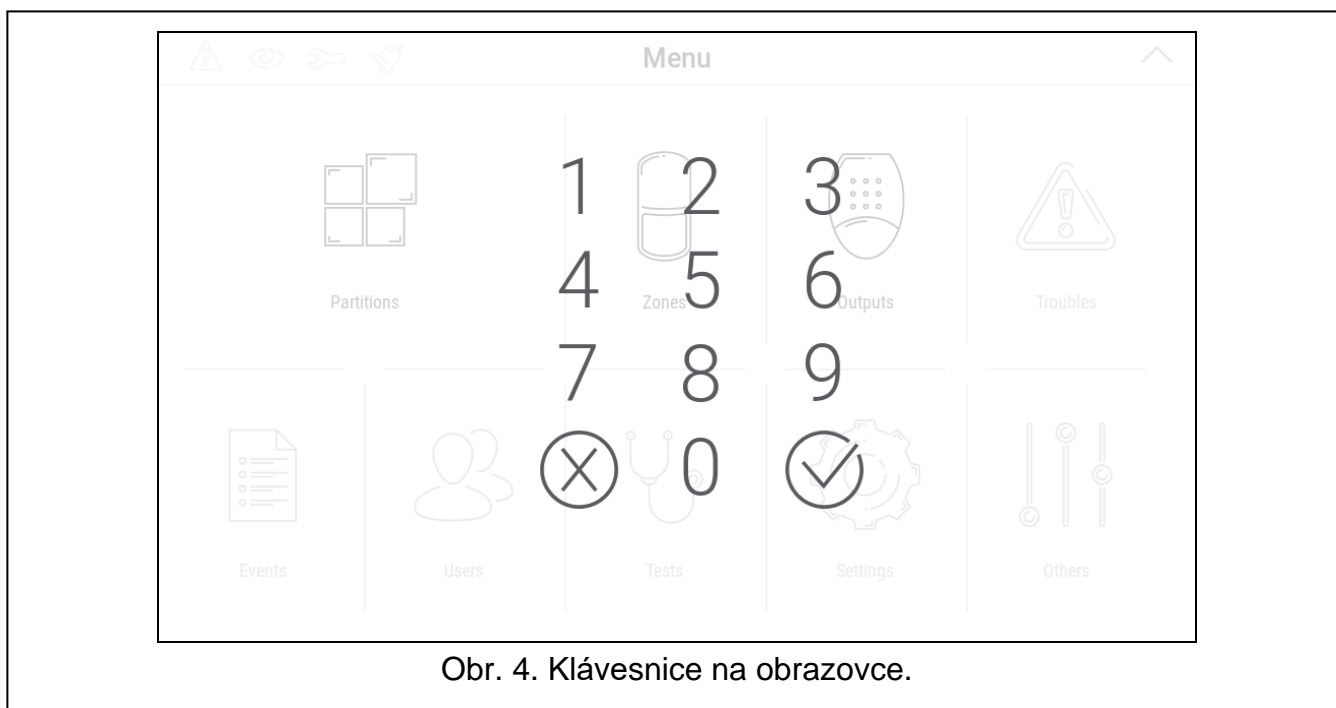 Menu
1 2 3
Partitions
4 5 6
Zones Outputs Troubles
7 8 9
0
Events Users Tests Settings Others
Obr. 4. Klávesnice na obrazovce.